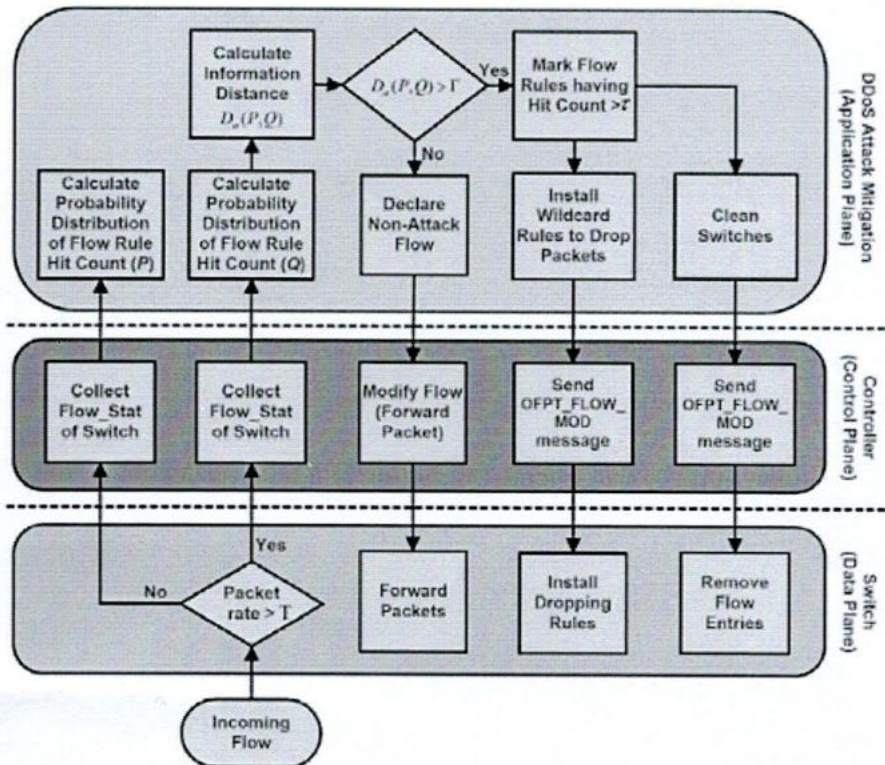 Calculate
Information
Distance
Dα(P,Q)
Dα(P,Q) > Γ
Yes
Mark Flow
Rules having
Hit Count >τ
No
Calculate
Probability
Distribution
of Flow Rule
Hit Count (P)
Calculate
Probability
Distribution
of Flow Rule
Hit Count (Q)
Declare
Non-Attack
Flow
Install
Wildcard
Rules to Drop
Packets
Clean
Switches
DDoS Attack Mitigation
(Application Plane)
Collect
Flow_Stat
of Switch
Collect
Flow_Stat
of Switch
Modify Flow
(Forward
Packet)
Send
OFPT_FLOW_
MOD
message
Send
OFPT_FLOW_
MOD
message
Controller
(Control Plane)
No
Yes
Packet
rate > T
Forward
Packets
Install
Dropping
Rules
Remove
Flow
Entries
Switch
(Data Plane)
Incoming
Flow